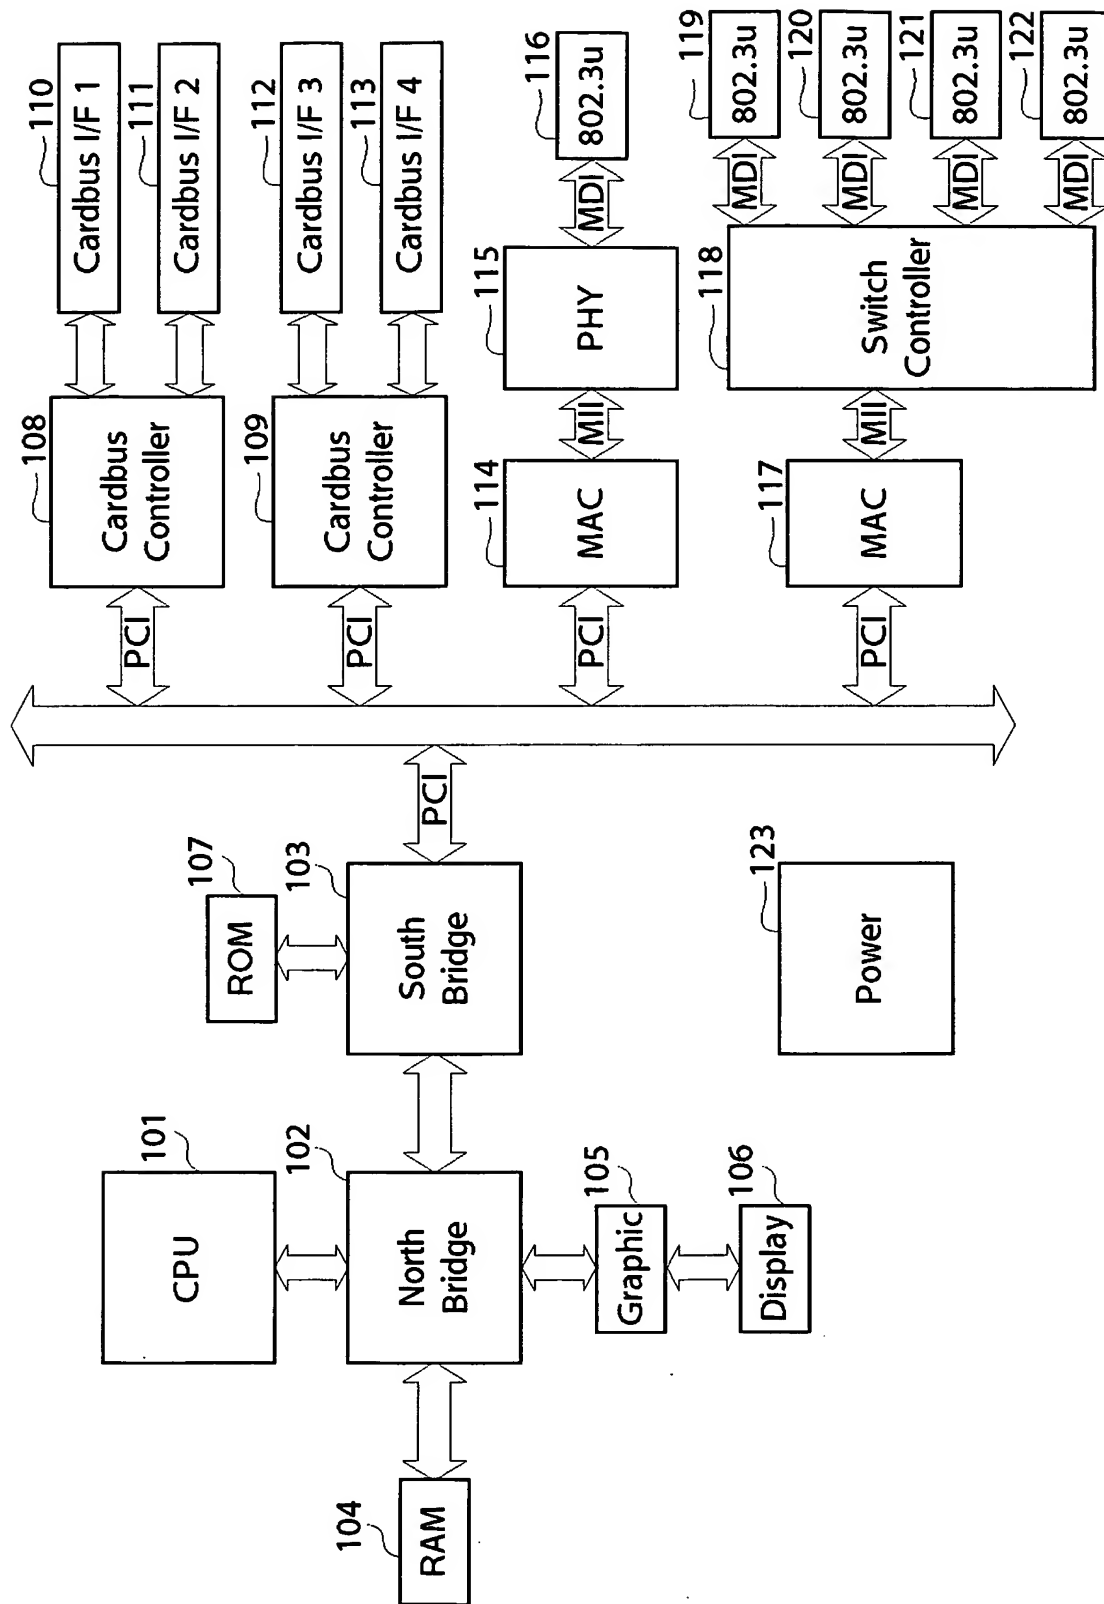 110
Cardbus I/F 1
111
Cardbus I/F 2
112
Cardbus I/F 3
113
Cardbus I/F 4
108
Cardbus
Controller
109
Cardbus
Controller
PCI
PCI
116
802.3u
MDI
115
PHY
MII
114
MAC
PCI
119
802.3u
120
802.3u
121
802.3u
122
802.3u
MDI
MDI
MDI
MDI
118
Switch
Controller
MII
117
MAC
PCI
PCI
107
ROM
103
South
Bridge
123
Power
101
CPU
102
North
Bridge
105
Graphic
106
Display
104
RAM